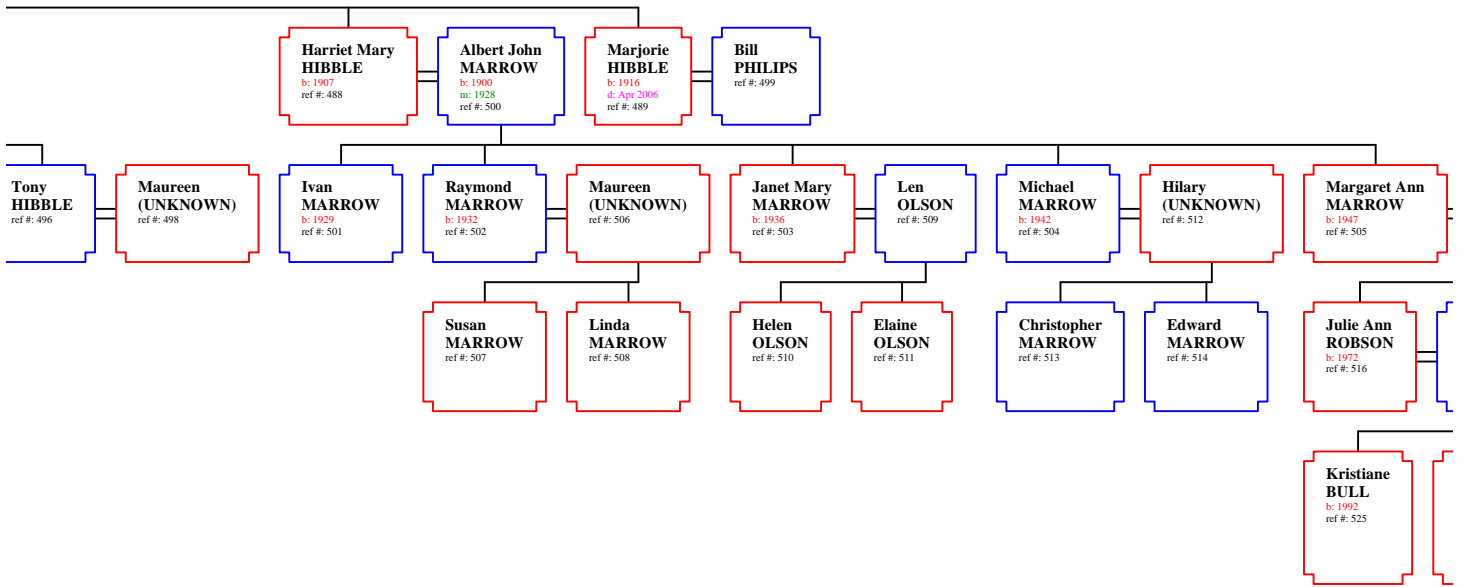 Harriet Mary
HIBBLE
b: 1907
ref #: 488
Albert John
MARROW
b: 1900
m: 1928
ref #: 500
Marjorie
HIBBLE
b: 1916
d: Apr 2006
ref #: 489
Bill
PHILIPS
ref #: 499
Tony
HIBBLE
ref #: 496
Maureen
(UNKNOWN)
ref #: 498
Ivan
MARROW
b: 1929
ref #: 501
Raymond
MARROW
b: 1932
ref #: 502
Maureen
(UNKNOWN)
ref #: 506
Janet Mary
MARROW
b: 1936
ref #: 503
Len
OLSON
ref #: 509
Michael
MARROW
b: 1942
ref #: 504
Hilary
(UNKNOWN)
ref #: 512
Margaret Ann
MARROW
b: 1947
ref #: 505
Susan
MARROW
ref #: 507
Linda
MARROW
ref #: 508
Helen
OLSON
ref #: 510
Elaine
OLSON
ref #: 511
Christopher
MARROW
ref #: 513
Edward
MARROW
ref #: 514
Julie Ann
ROBSON
b: 1972
ref #: 516
Kristiane
BULL
b: 1992
ref #: 525